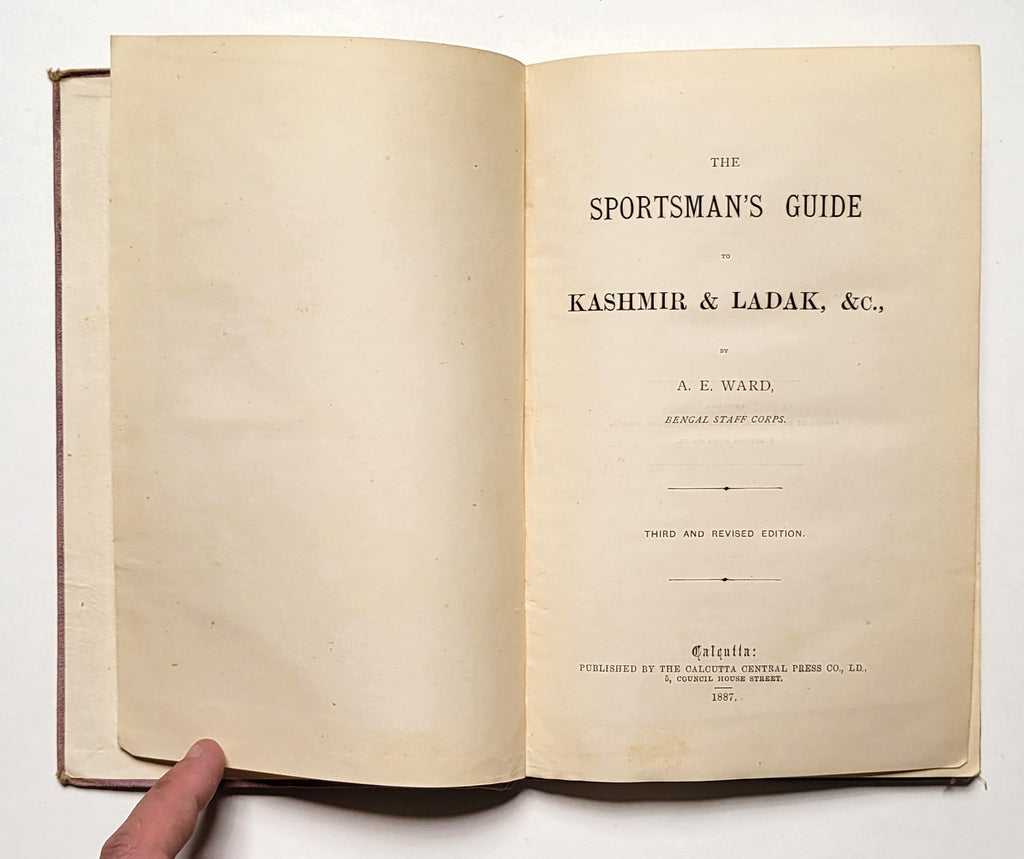 THE
SPORTSMAN'S GUIDE
TO
KASHMIR & LADAK, &c.,
BY
A. E. WARD,
BENGAL STAFF CORPS.
THIRD AND REVISED EDITION.
Calcutta:
PUBLISHED BY THE CALCUTTA CENTRAL PRESS CO., LD.,
5, COUNCIL HOUSE STREET,
1887.